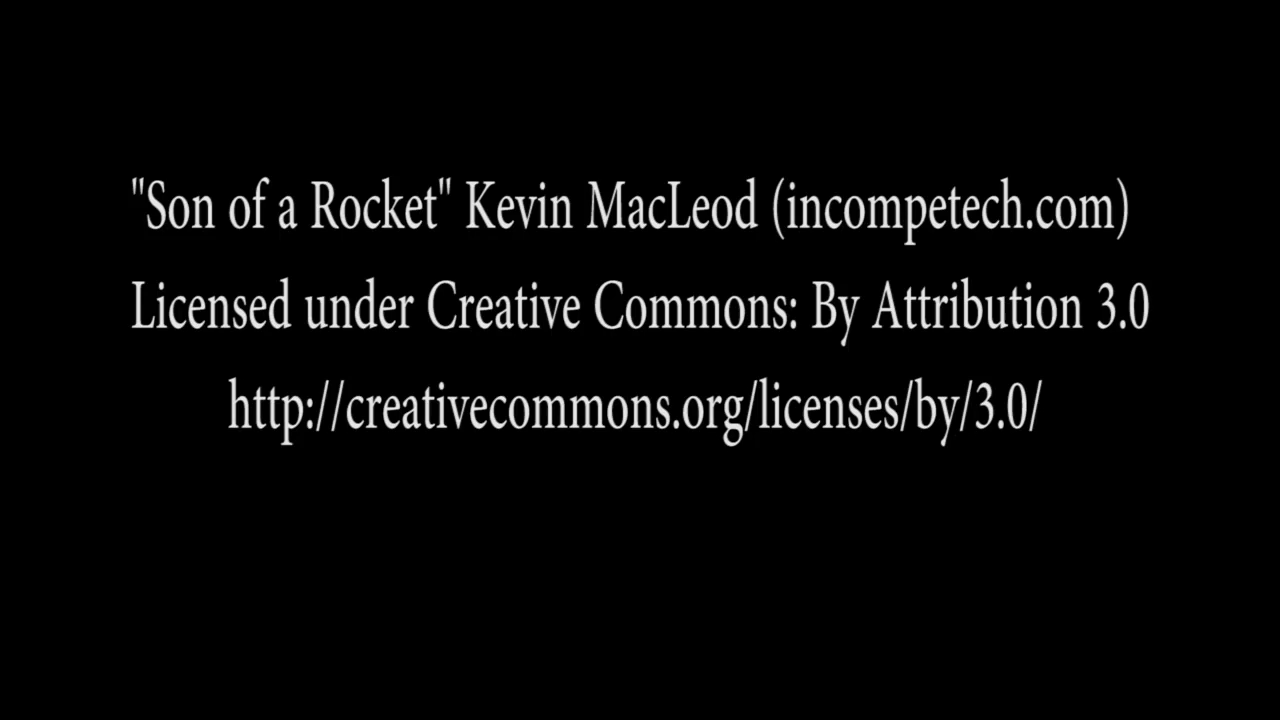 "Son of a Rocket" Kevin MacLeod (incompetech.com)
Licensed under Creative Commons: By Attribution 3.0
http://creativecommons.org/licenses/by/3.0/